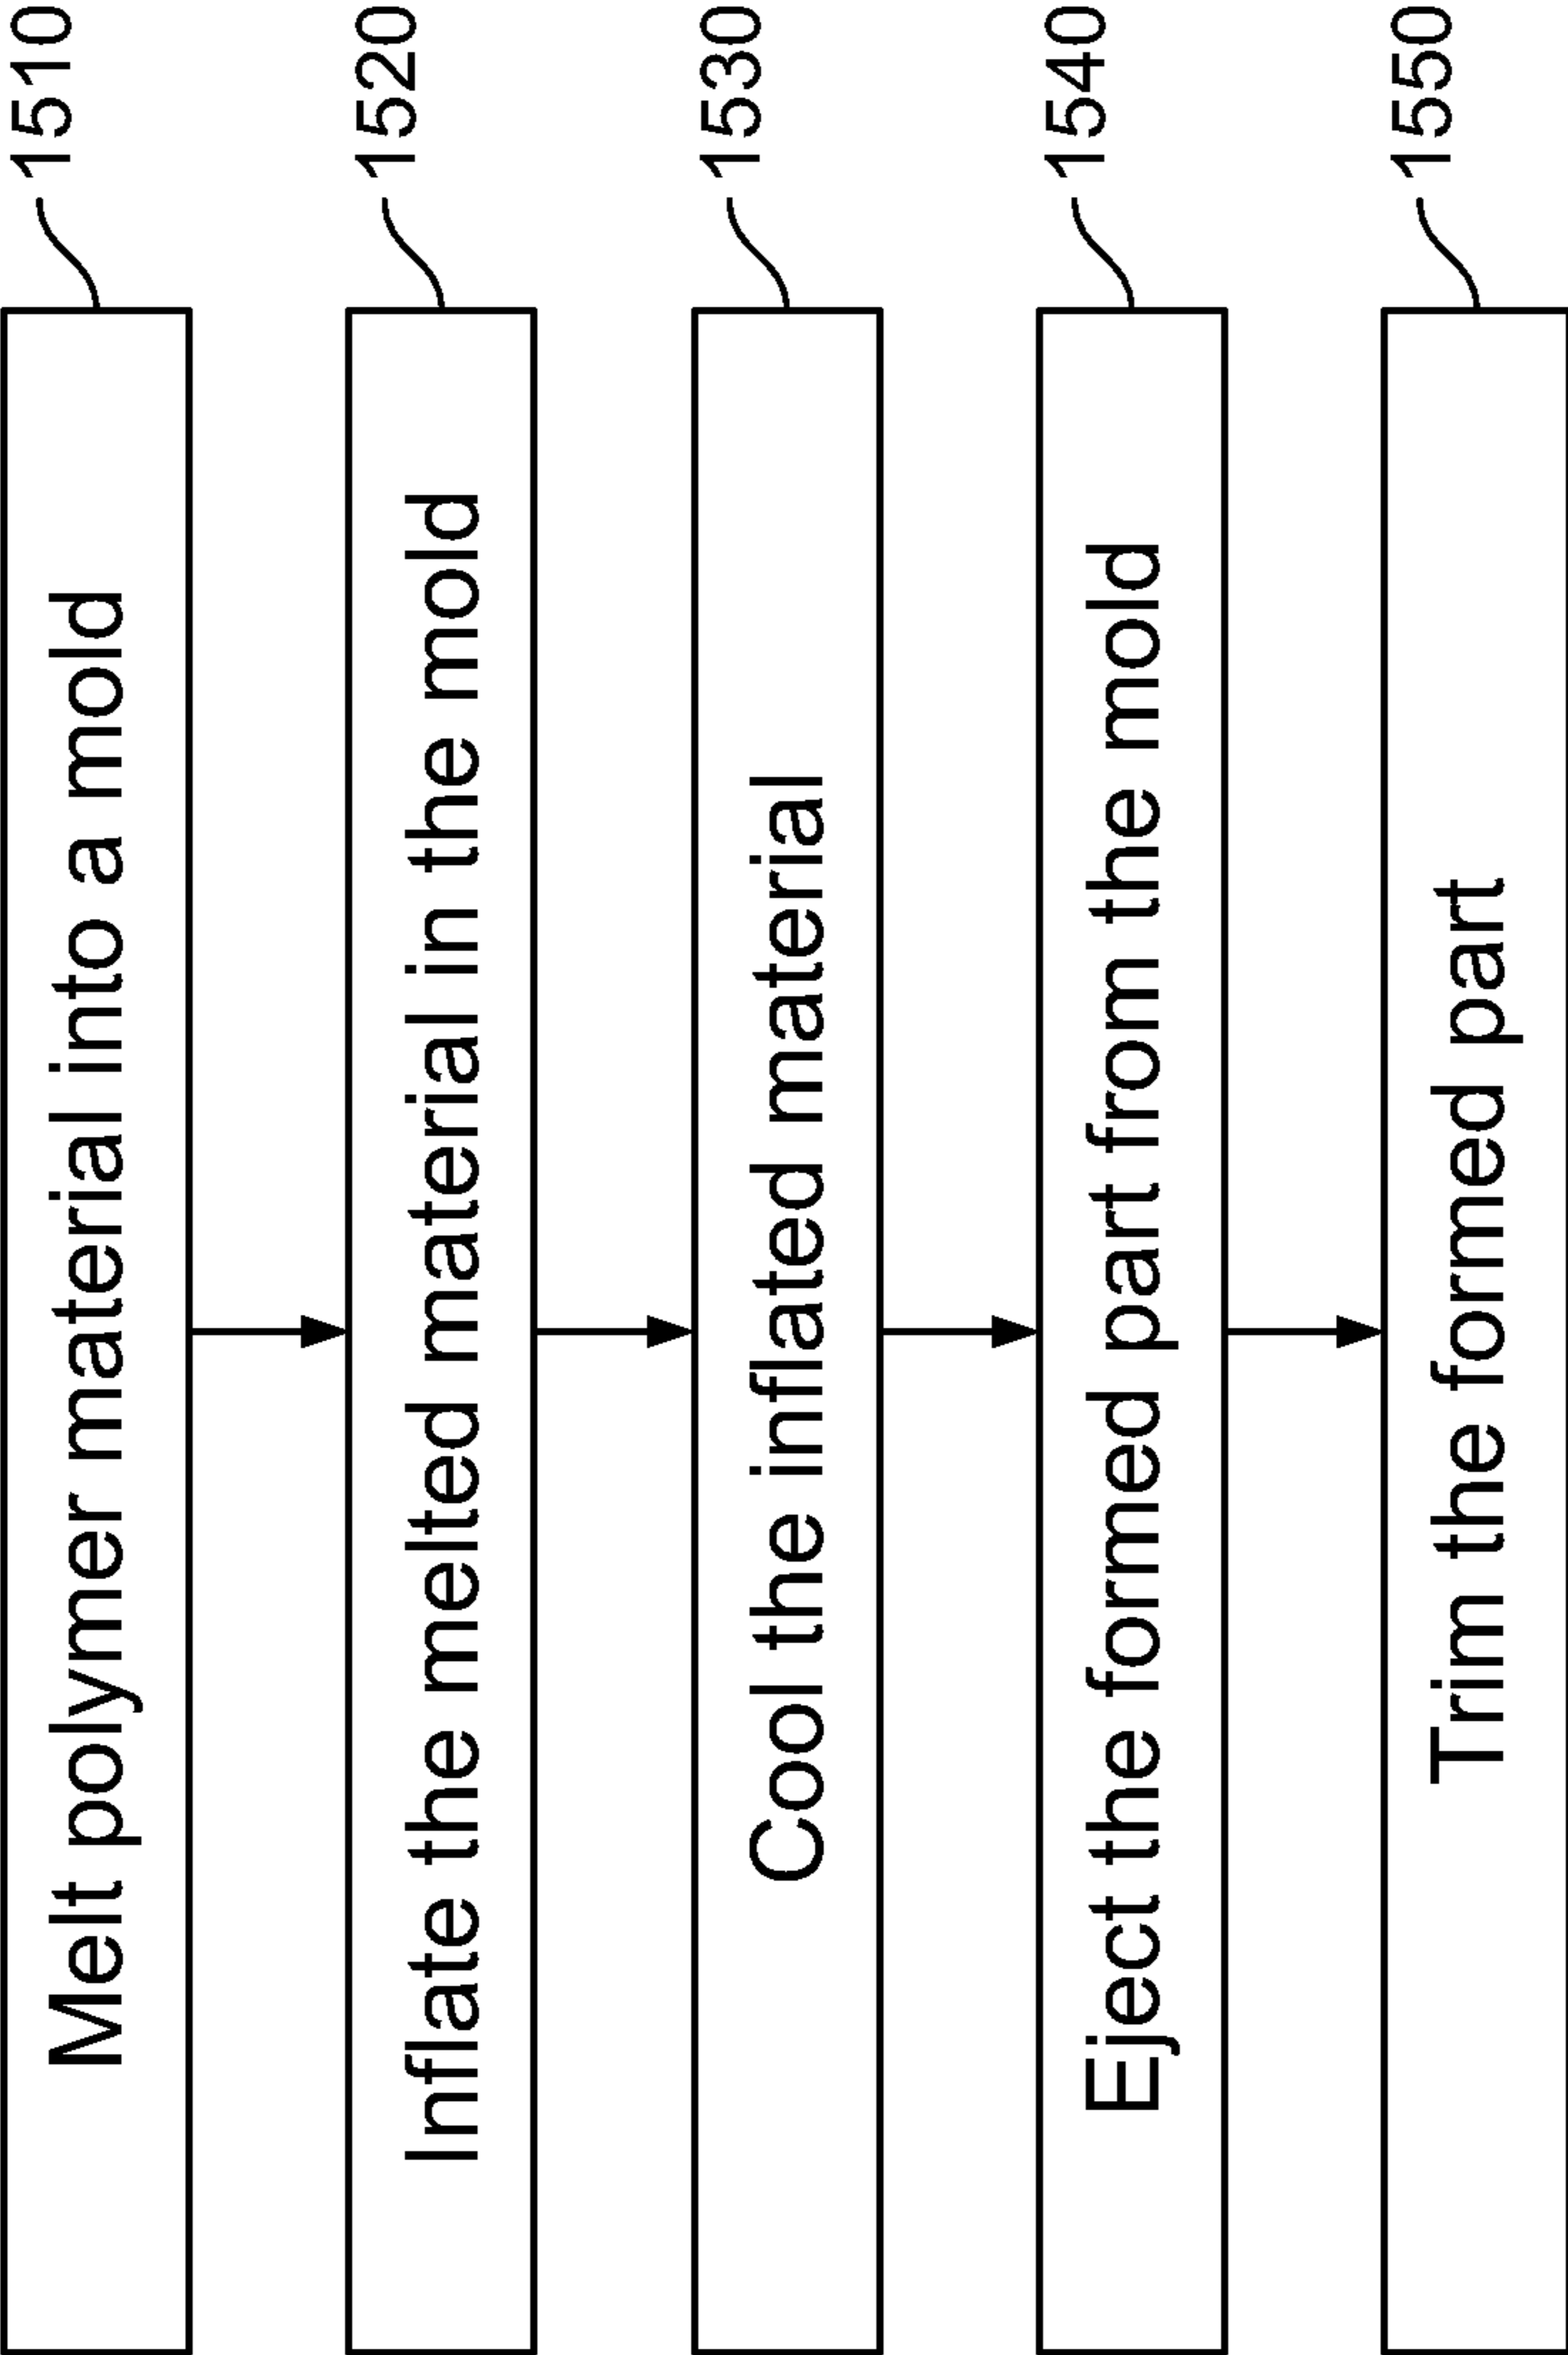 Melt polymer material into a mold
1510
Inflate the melted material in the mold
1520
Cool the inflated material
1530
Eject the formed part from the mold
1540
Trim the formed part
1550